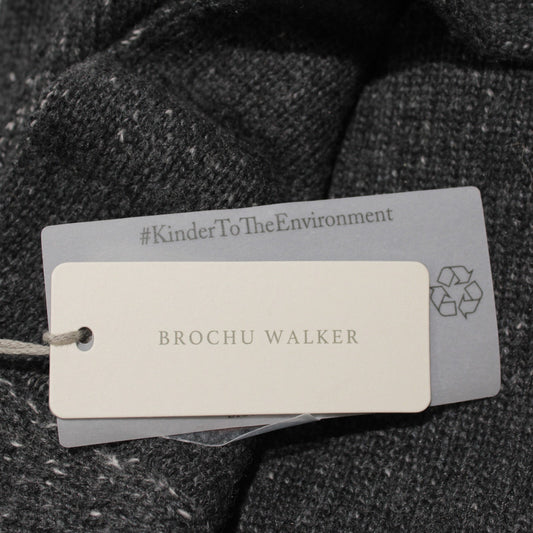 #KinderToTheEnvironment
BROCHU WALKER